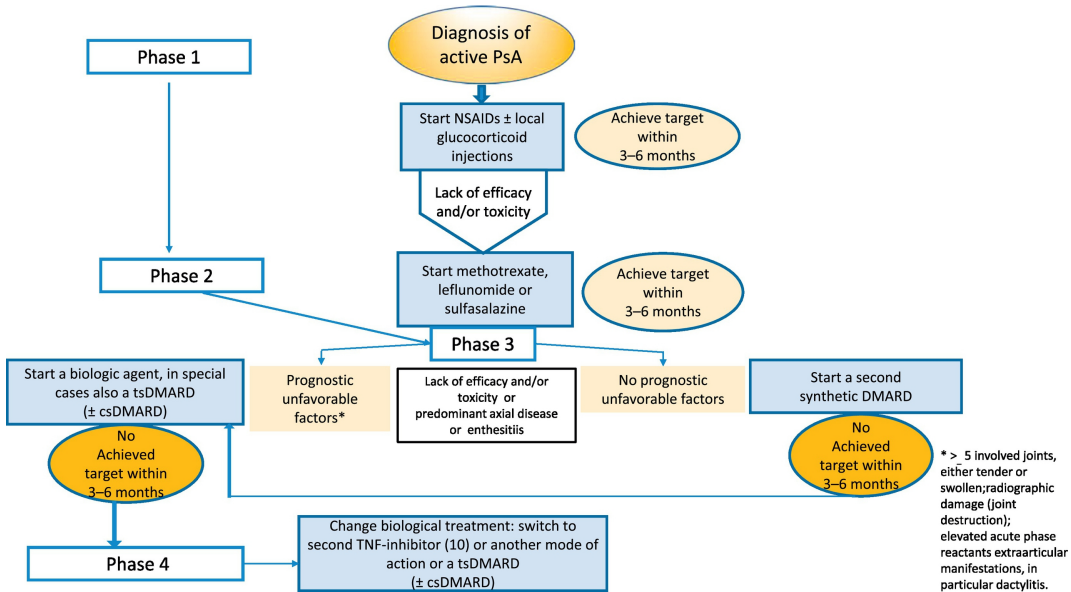 Diagnosis of
active PsA
Phase 1
Start NSAIDs ± local
glucocorticoid
injections
Achieve target
within
3–6 months
Lack of efficacy
and/or toxicity
Phase 2
Start methotrexate,
leflunomide or
sulfasalazine
Achieve target
within
3–6 months
Phase 3
Start a biologic agent, in special
cases also a tsDMARD
(± csDMARD)
Prognostic
unfavorable
factors*
Lack of efficacy and/or
toxicity or
predominant axial disease
or enthesitiis
No prognostic
unfavorable factors
Start a second
synthetic DMARD
No
Achieved
target within
3–6 months
No
Achieved
target within
3–6 months
* >_5 involved joints,
either tender or
swollen;radiographic
damage (joint
destruction);
elevated acute phase
reactants extraarticular
manifestations, in
particular dactylitis.
Phase 4
Change biological treatment: switch to
second TNF-inhibitor (10) or another mode of
action or a tsDMARD
(± csDMARD)